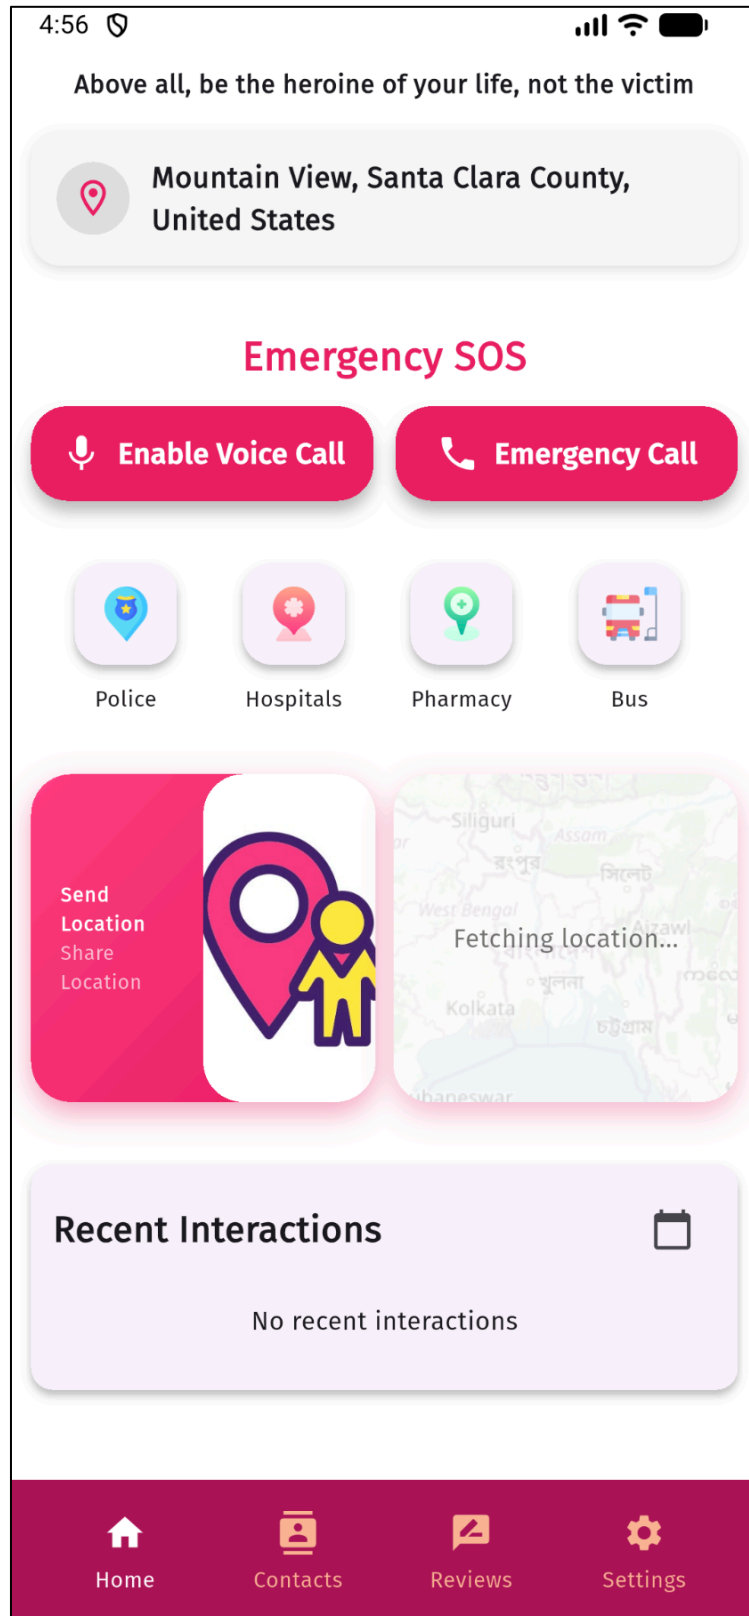 4:56
Above all, be the heroine of your life, not the victim
Mountain View, Santa Clara County,
United States
Emergency SOS
Enable Voice Call
Emergency Call
Police
Hospitals
Pharmacy
Bus
Send
Location
Share
Location
Siliguri
Assam
রংপুর
সিলেট
West Bengal
Aizawl
Fetching location...
খুলনা
Kolkata
চট্টগ্রাম
Recent Interactions
No recent interactions
Home
Contacts
Reviews
Settings